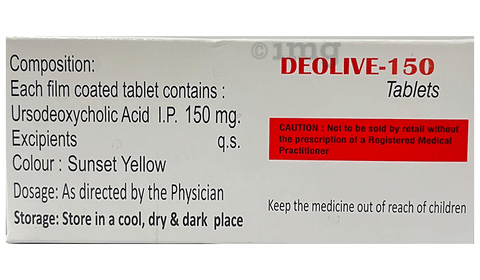 ©1mg
Composition:
Each film coated tablet contains :
Ursodeoxycholic Acid I.P. 150 mg.
Excipients q.s.
Colour : Sunset Yellow
Dosage: As directed by the Physician
Storage: Store in a cool, dry & dark place
DEOLIVE-150
Tablets
CAUTION : Not to be sold by retail without
the prescription of a Registered Medical
Practitioner
Keep the medicine out of reach of children